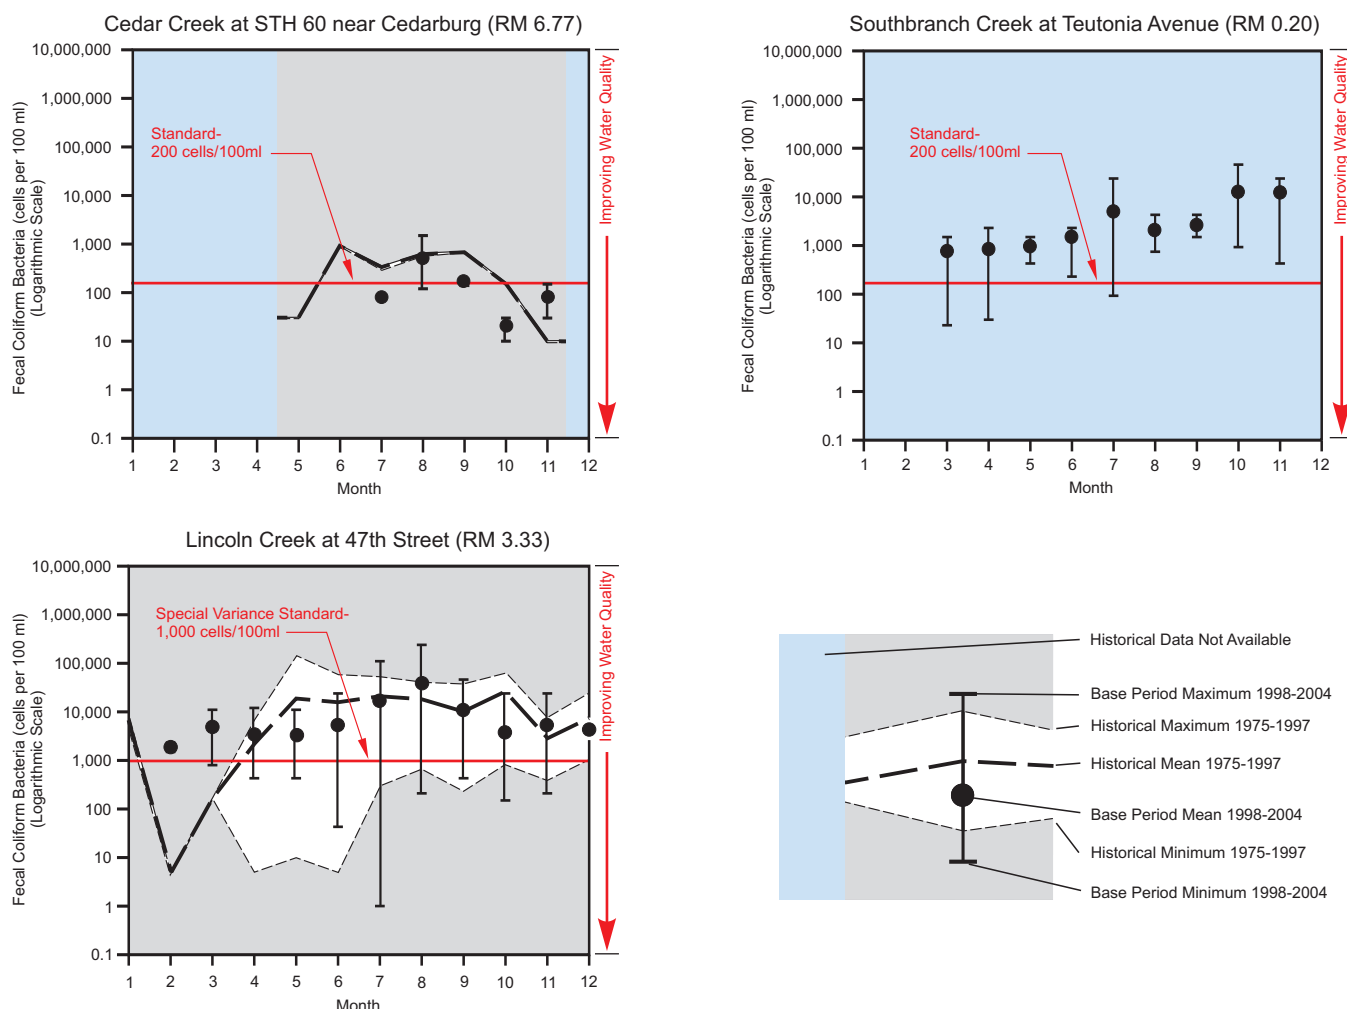 Cedar Creek at STH 60 near Cedarburg (RM 6.77)
Fecal Coliform Bacteria (cells per 100 ml)
(Logarithmic Scale)
10,000,000
1,000,000
100,000
10,000
1,000
100
10
1
0.1
Standard-
200 cells/100ml
1 2 3 4 5 6 7 8 9 10 11 12
Month
Improving Water Quality
Southbranch Creek at Teutonia Avenue (RM 0.20)
Fecal Coliform Bacteria (cells per 100 ml)
(Logarithmic Scale)
10,000,000
1,000,000
100,000
10,000
1,000
100
10
1
0.1
Standard-
200 cells/100ml
1 2 3 4 5 6 7 8 9 10 11 12
Month
Improving Water Quality
Lincoln Creek at 47th Street (RM 3.33)
Fecal Coliform Bacteria (cells per 100 ml)
(Logarithmic Scale)
10,000,000
1,000,000
100,000
10,000
1,000
100
10
1
0.1
Special Variance Standard-
1,000 cells/100ml
1 2 3 4 5 6 7 8 9 10 11 12
Month
Improving Water Quality
Historical Data Not Available
Base Period Maximum 1998-2004
Historical Maximum 1975-1997
Historical Mean 1975-1997
Base Period Mean 1998-2004
Historical Minimum 1975-1997
Base Period Minimum 1998-2004